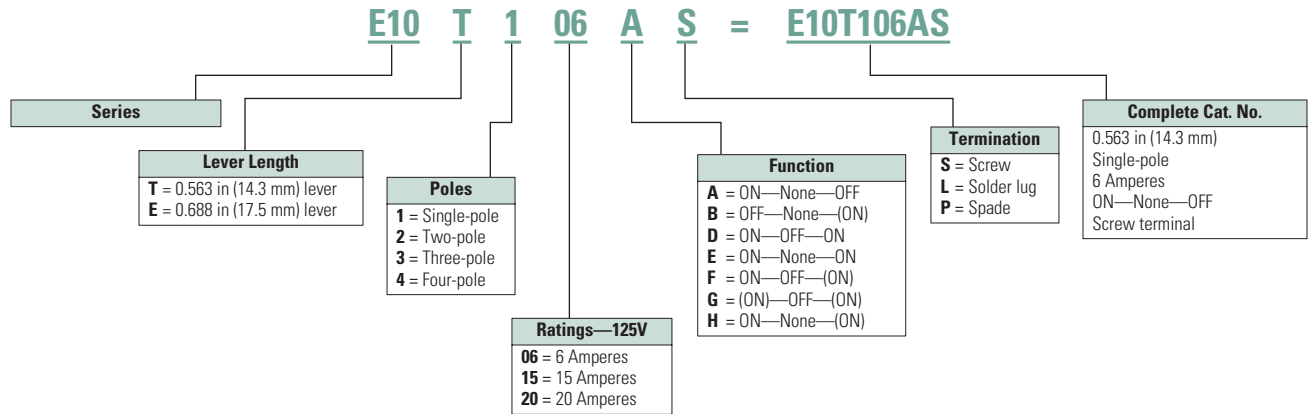 E10 T 1 06 A S = E10T106AS
Series
Lever Length
T = 0.563 in (14.3 mm) lever
E = 0.688 in (17.5 mm) lever
Poles
1 = Single-pole
2 = Two-pole
3 = Three-pole
4 = Four-pole
Ratings—125V
06 = 6 Amperes
15 = 15 Amperes
20 = 20 Amperes
Function
A = ON—None—OFF
B = OFF—None—(ON)
D = ON—OFF—ON
E = ON—None—ON
F = ON—OFF—(ON)
G = (ON)—OFF—(ON)
H = ON—None—(ON)
Termination
S = Screw
L = Solder lug
P = Spade
Complete Cat. No.
0.563 in (14.3 mm)
Single-pole
6 Amperes
ON—None—OFF
Screw terminal